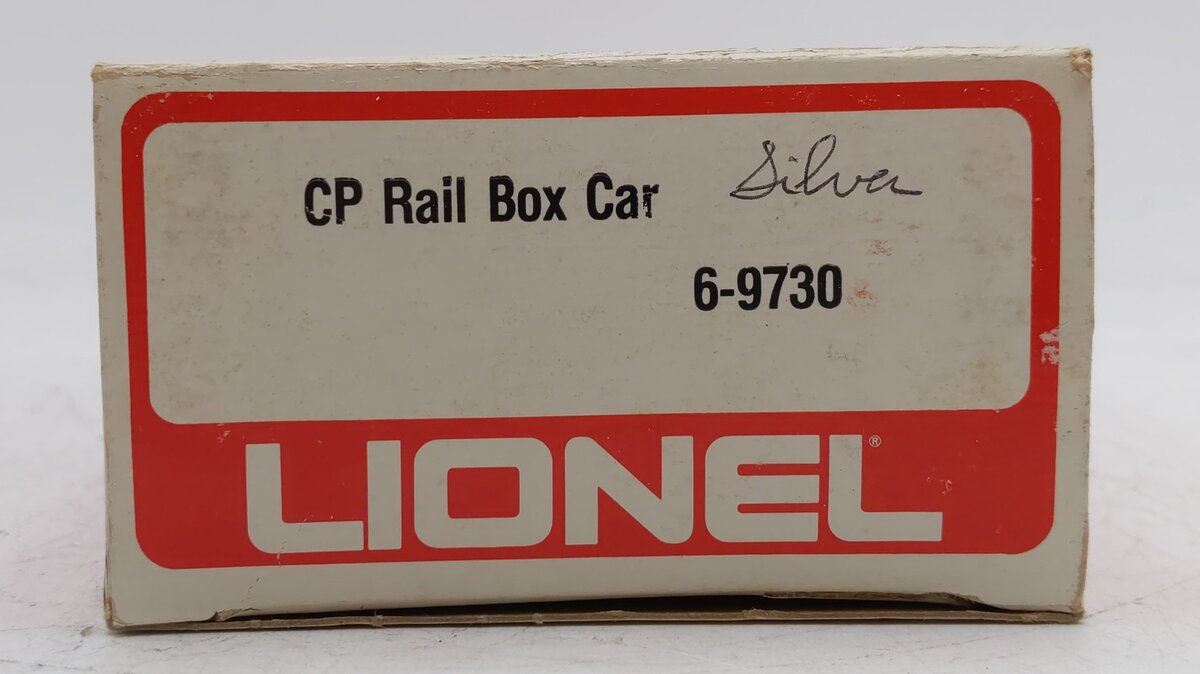 CP Rail Box Car Silver
6-9730
LIONEL®